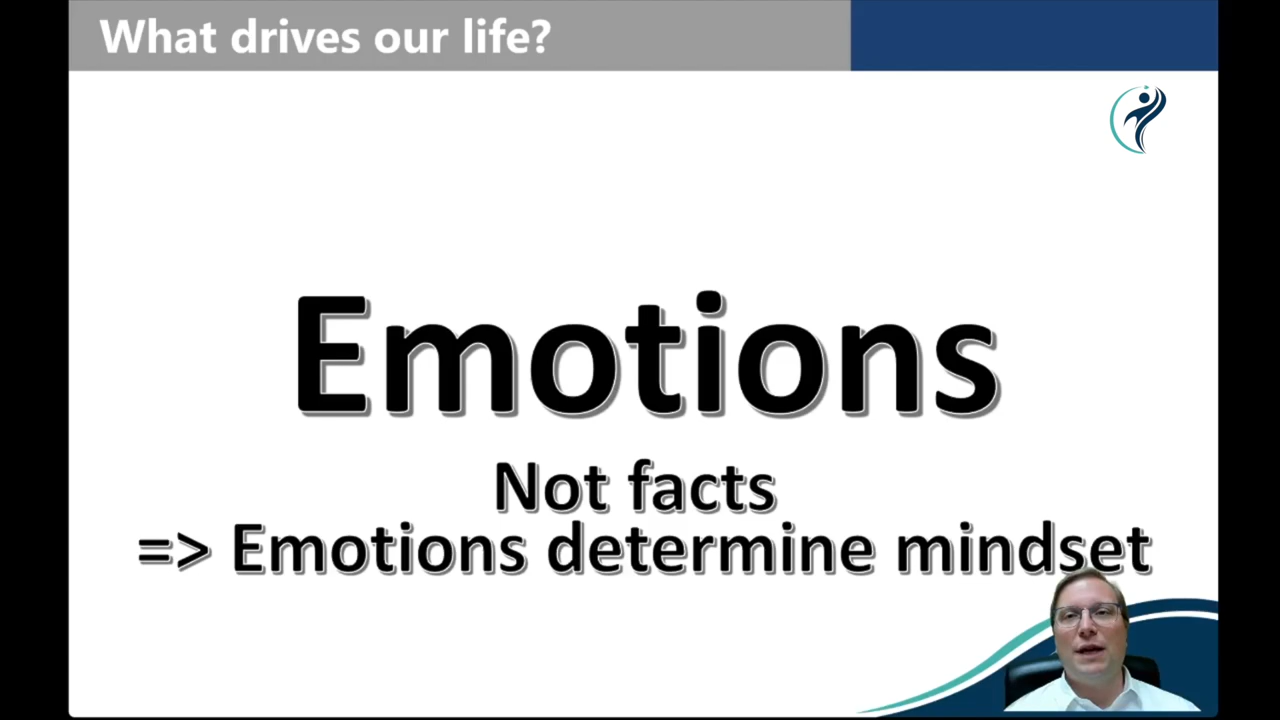 What drives our life?
Emotions
Not facts
=> Emotions determine mindset